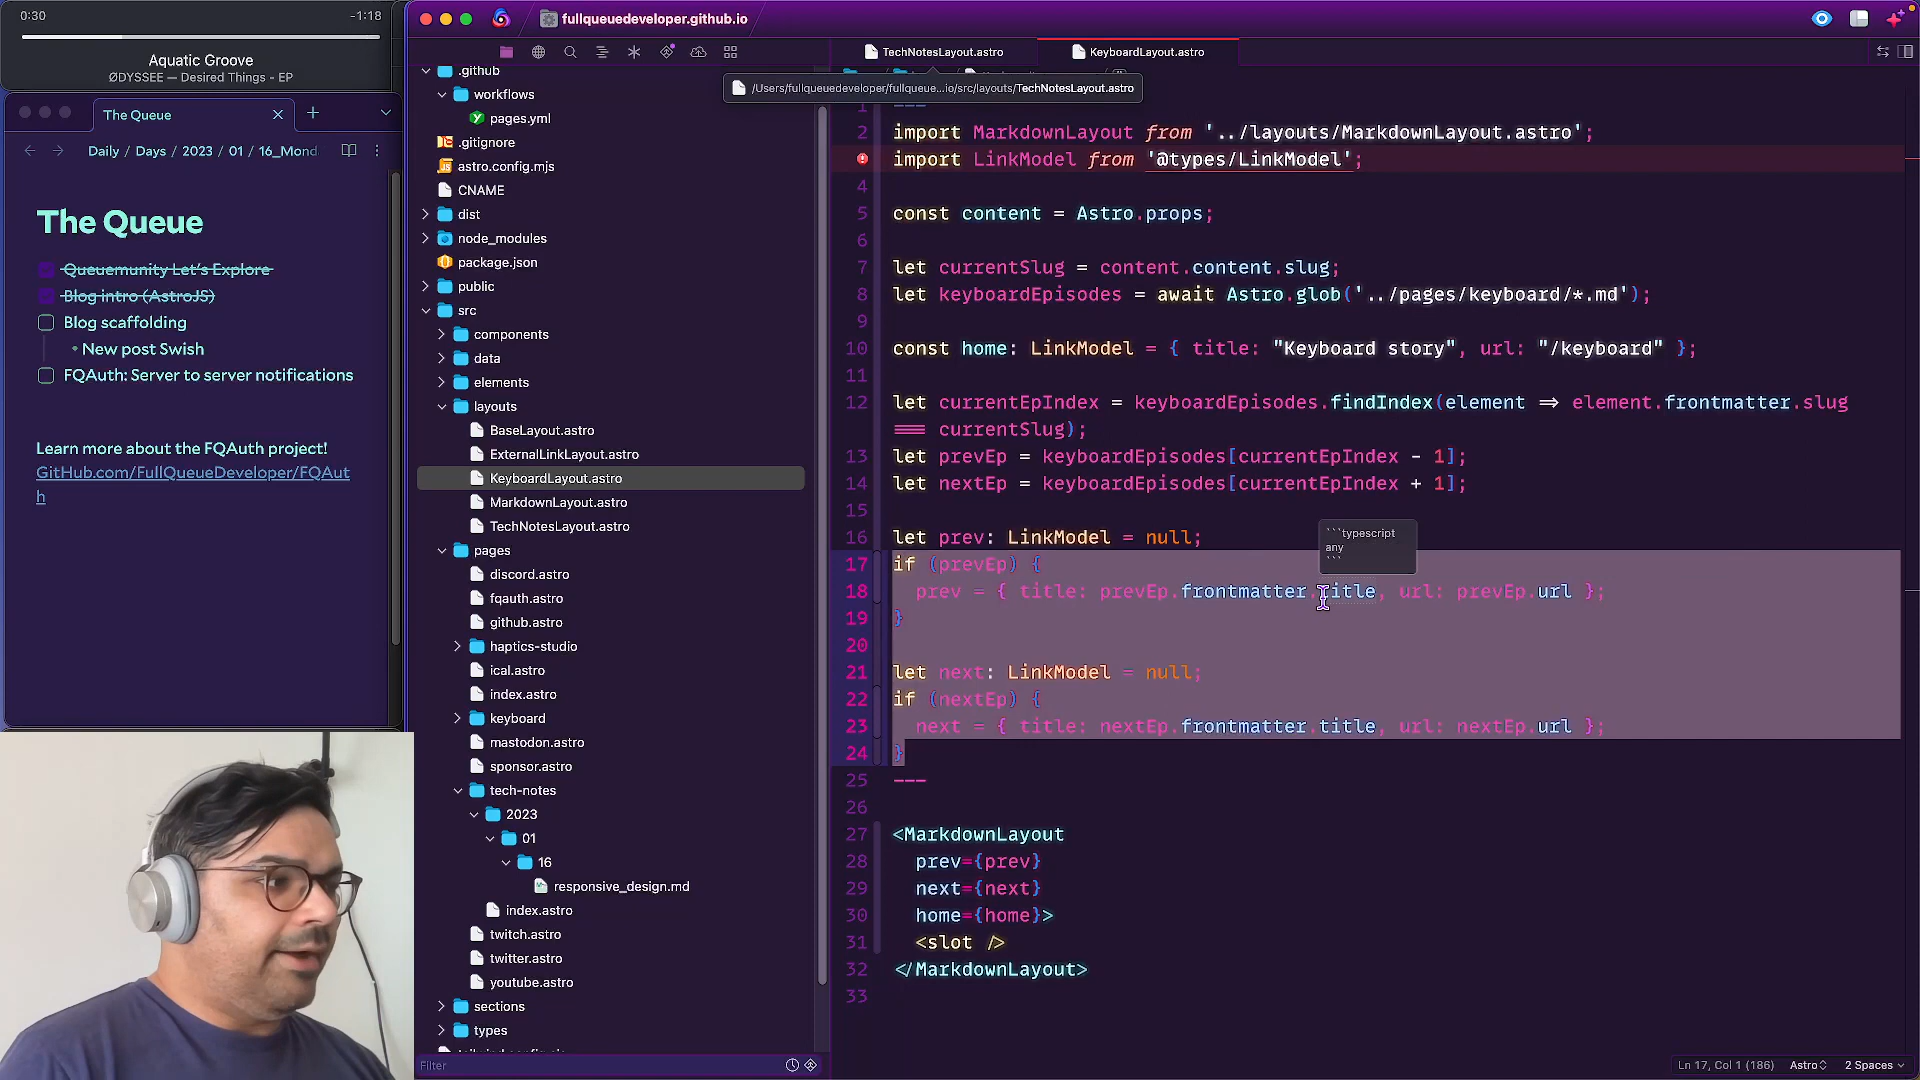 0:30
-1:18
Aquatic Groove
ØDYSSEE — Desired Things - EP
The Queue
Daily / Days / 2023 / 01 / 16_Mond
The Queue
Queuemunity Let's Explore
Blog intro (AstroJS)
Blog scaffolding
New post Swish
FQAuth: Server to server notifications
Learn more about the FQAuth project!
GitHub.com/FullQueueDeveloper/FQAut
h
fullqueuedeveloper.github.io
.github
workflows
pages.yml
.gitignore
astro.config.mjs
CNAME
dist
node_modules
package.json
public
src
components
data
elements
layouts
BaseLayout.astro
ExternalLinkLayout.astro
KeyboardLayout.astro
MarkdownLayout.astro
TechNotesLayout.astro
pages
discord.astro
fqauth.astro
github.astro
haptics-studio
ical.astro
index.astro
keyboard
mastodon.astro
sponsor.astro
tech-notes
2023
01
16
responsive_design.md
index.astro
twitch.astro
twitter.astro
youtube.astro
sections
types
Filter
TechNotesLayout.astro
KeyboardLayout.astro
/Users/fullqueuedeveloper/fullqueue...io/src/layouts/TechNotesLayout.astro
1 ---
2 import MarkdownLayout from '../layouts/MarkdownLayout.astro';
import LinkModel from '@types/LinkModel';
4
5 const content = Astro.props;
6
7 let currentSlug = content.content.slug;
8 let keyboardEpisodes = await Astro.glob('../pages/keyboard/*.md');
9
10 const home: LinkModel = { title: "Keyboard story", url: "/keyboard" };
11
12 let currentEpIndex = keyboardEpisodes.findIndex(element => element.frontmatter.slug
=== currentSlug);
13 let prevEp = keyboardEpisodes[currentEpIndex - 1];
14 let nextEp = keyboardEpisodes[currentEpIndex + 1];
15
16 let prev: LinkModel = null;
```typescript
any
```
17 if (prevEp) {
18 prev = { title: prevEp.frontmatter.title, url: prevEp.url };
19 }
20
21 let next: LinkModel = null;
22 if (nextEp) {
23 next = { title: nextEp.frontmatter.title, url: nextEp.url };
24 }
25 ---
26
27 <MarkdownLayout
28 prev={prev}
29 next={next}
30 home={home}>
31 <slot />
32 </MarkdownLayout>
33
Ln 17, Col 1 (186)
Astro
2 Spaces